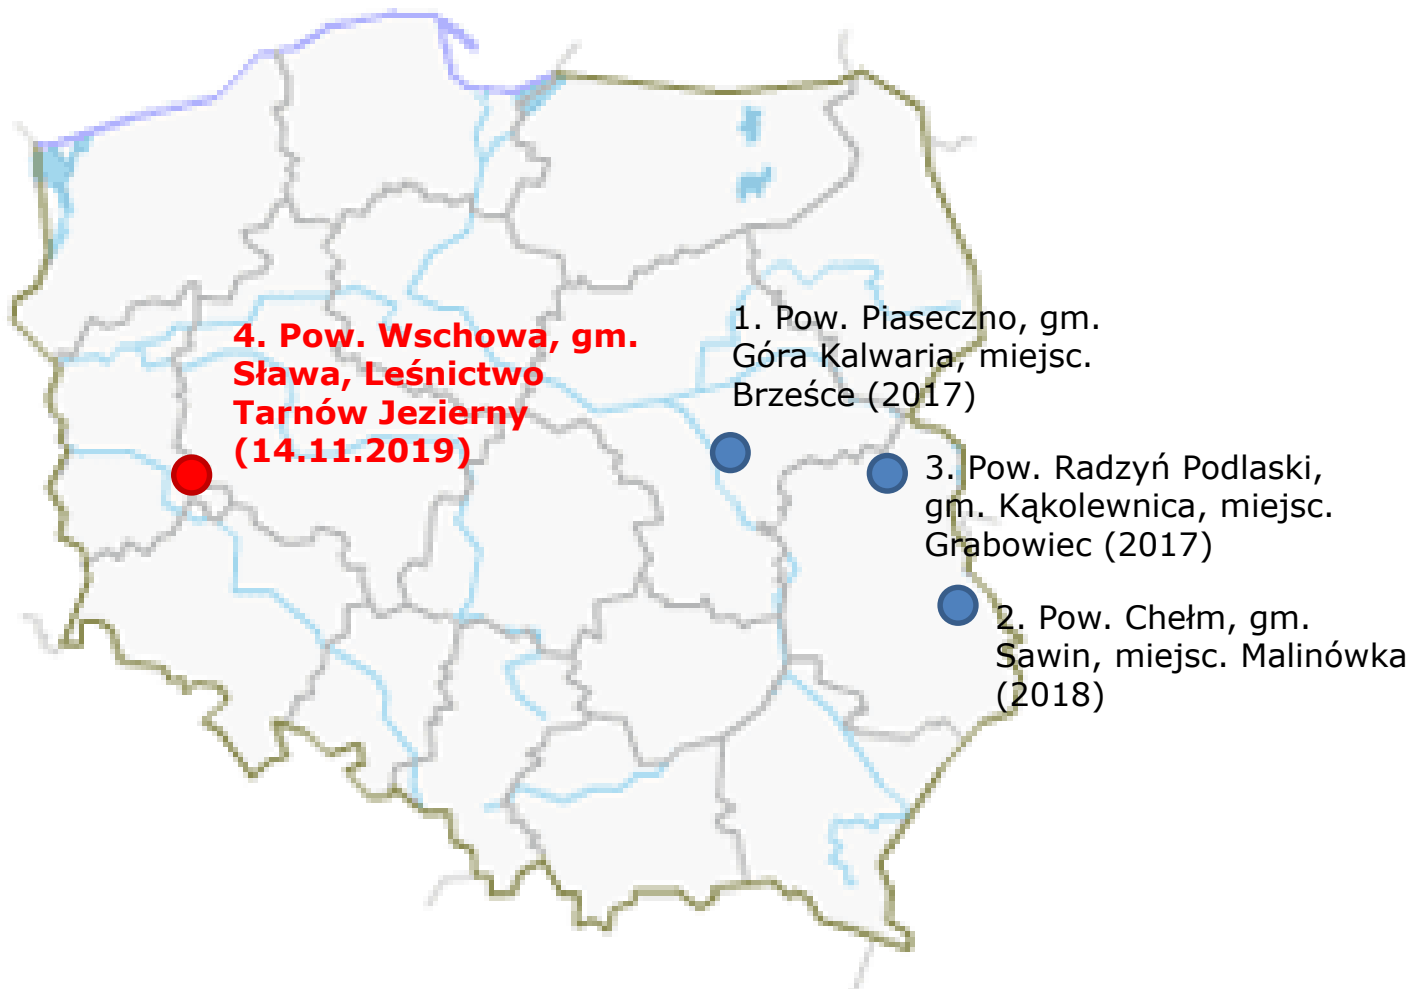 4. Pow. Wschowa, gm.
Sława, Leśnictwo
Tarnów Jezierny
(14.11.2019)
1. Pow. Piaseczno, gm.
Góra Kalwaria, miejsc.
Brześce (2017)
3. Pow. Radzyń Podlaski,
gm. Kąkolewnica, miejsc.
Grabowiec (2017)
2. Pow. Chełm, gm.
Sawin, miejsc. Malinówka
(2018)